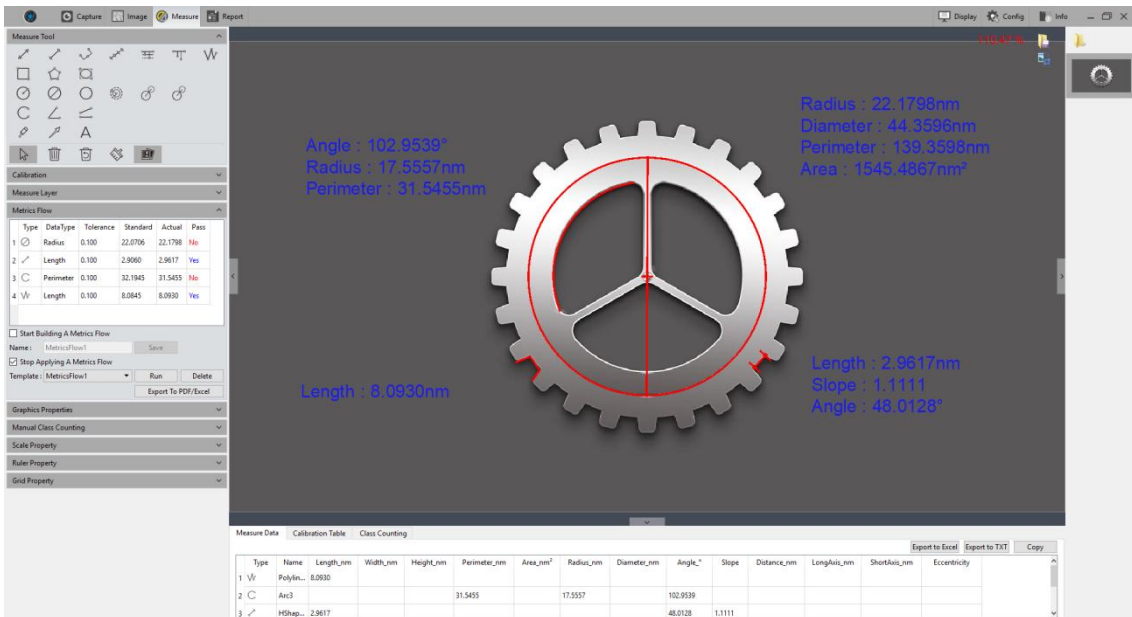 Capture Image Measure Report Display Config Info
Measure Tool
A
Calibration
Measure Layer
Metrics Flow
Type DataType Tolerance Standard Actual Pass
1 Radius 0.100 22.0706 22.1798 No
2 Length 0.100 2.9060 2.9617 Yes
3 Perimeter 0.100 32.1945 31.5455 No
4 Length 0.100 8.0845 8.0930 Yes
Start Building A Metrics Flow
Name : MetricsFlow1 Save
Stop Applying A Metrics Flow
Template : MetricsFlow1 Run Delete
Export To PDF/Excel
Graphics Properties
Manual Class Counting
Scale Property
Ruler Property
Grid Property
Angle : 102.9539°
Radius : 17.5557nm
Perimeter : 31.5455nm
Radius : 22.1798nm
Diameter : 44.3596nm
Perimeter : 139.3598nm
Area : 1545.4867nm²
Length : 8.0930nm
Length : 2.9617nm
Slope : 1.1111
Angle : 48.0128°
Measure Data Calibration Table Class Counting
Export to Excel Export to TXT Copy
Type Name Length_nm Width_nm Height_nm Perimeter_nm Area_nm² Radius_nm Diameter_nm Angle_° Slope Distance_nm LongAxis_nm ShortAxis_nm Eccentricity
1 Polylin... 8.0930
2 Arc3 31.5455 17.5557 102.9539
3 HShap... 2.9617 48.0128 1.1111